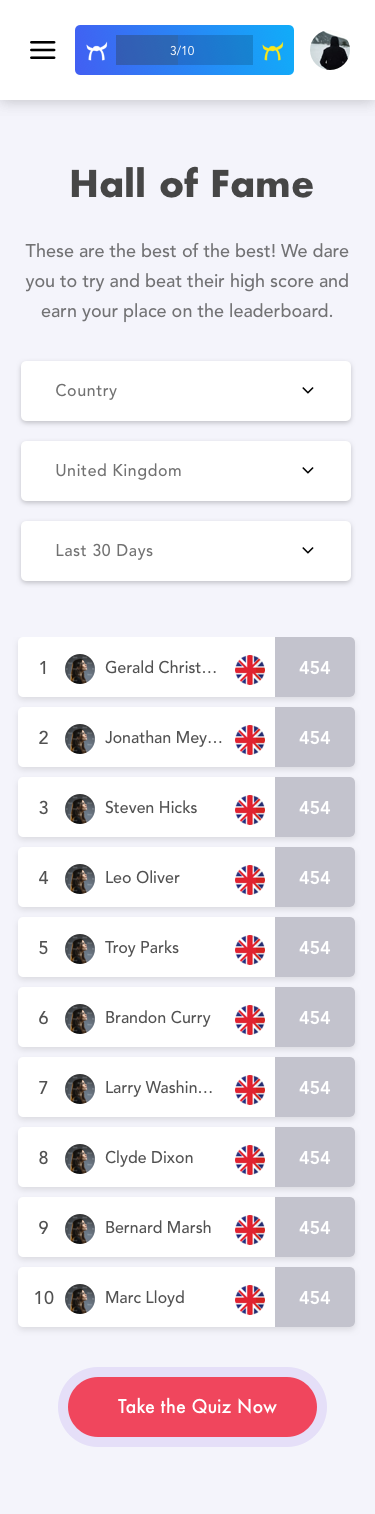 3/10
Hall of Fame
These are the best of the best! We dare
you to try and beat their high score and
earn your place on the leaderboard.
Country
United Kingdom
Last 30 Days
1 Gerald Christ... 454
2 Jonathan Mey... 454
3 Steven Hicks 454
4 Leo Oliver 454
5 Troy Parks 454
6 Brandon Curry 454
7 Larry Washin... 454
8 Clyde Dixon 454
9 Bernard Marsh 454
10 Marc Lloyd 454
Take the Quiz Now